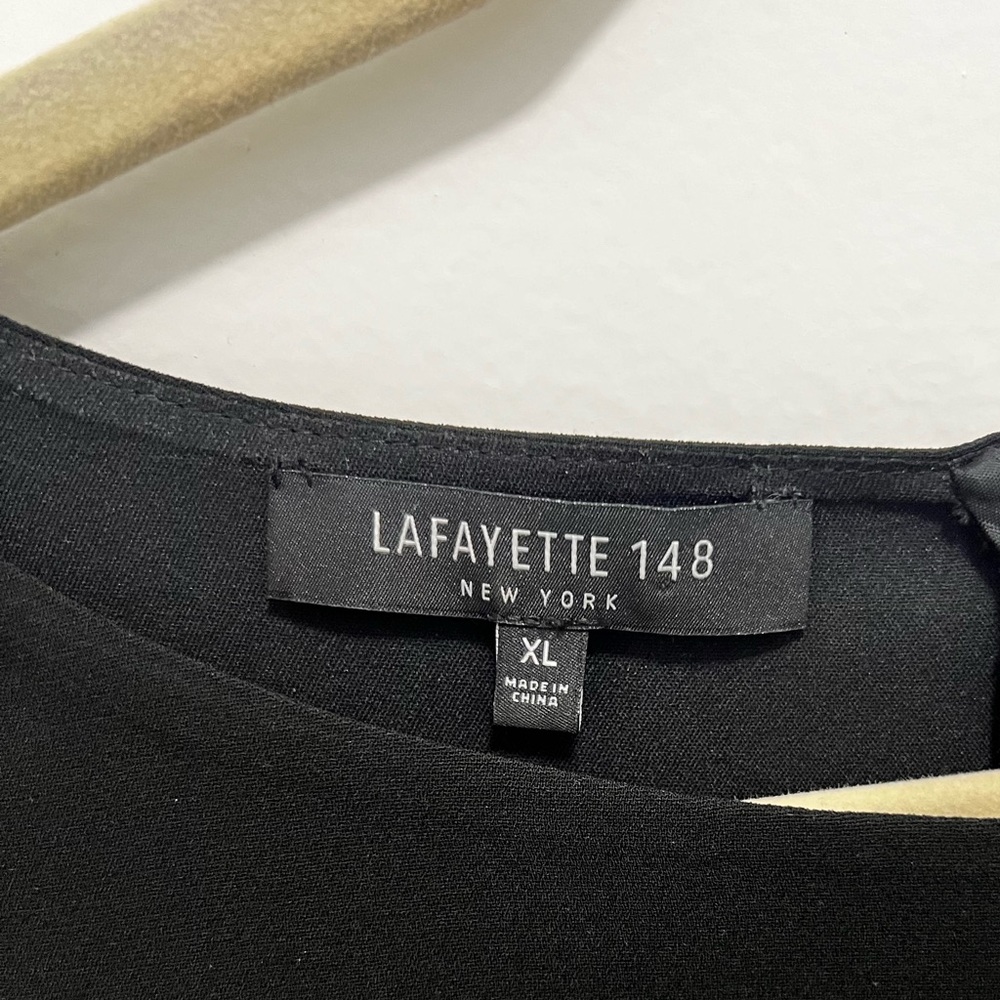 LAFAYETTE 148
NEW YORK
XL
MADE IN
CHINA